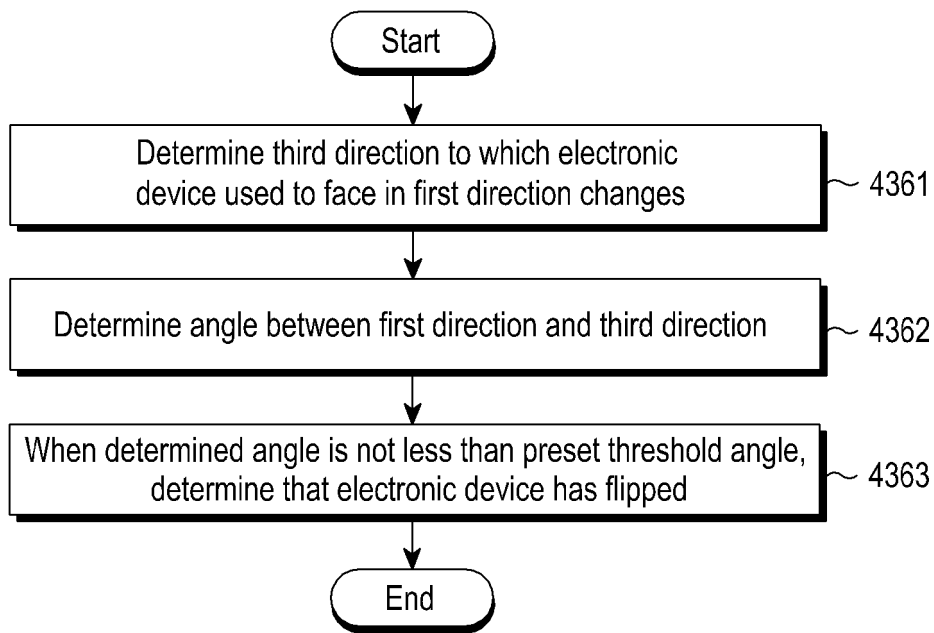 Start
Determine third direction to which electronic
device used to face in first direction changes
4361
Determine angle between first direction and third direction
4362
When determined angle is not less than preset threshold angle,
determine that electronic device has flipped
4363
End